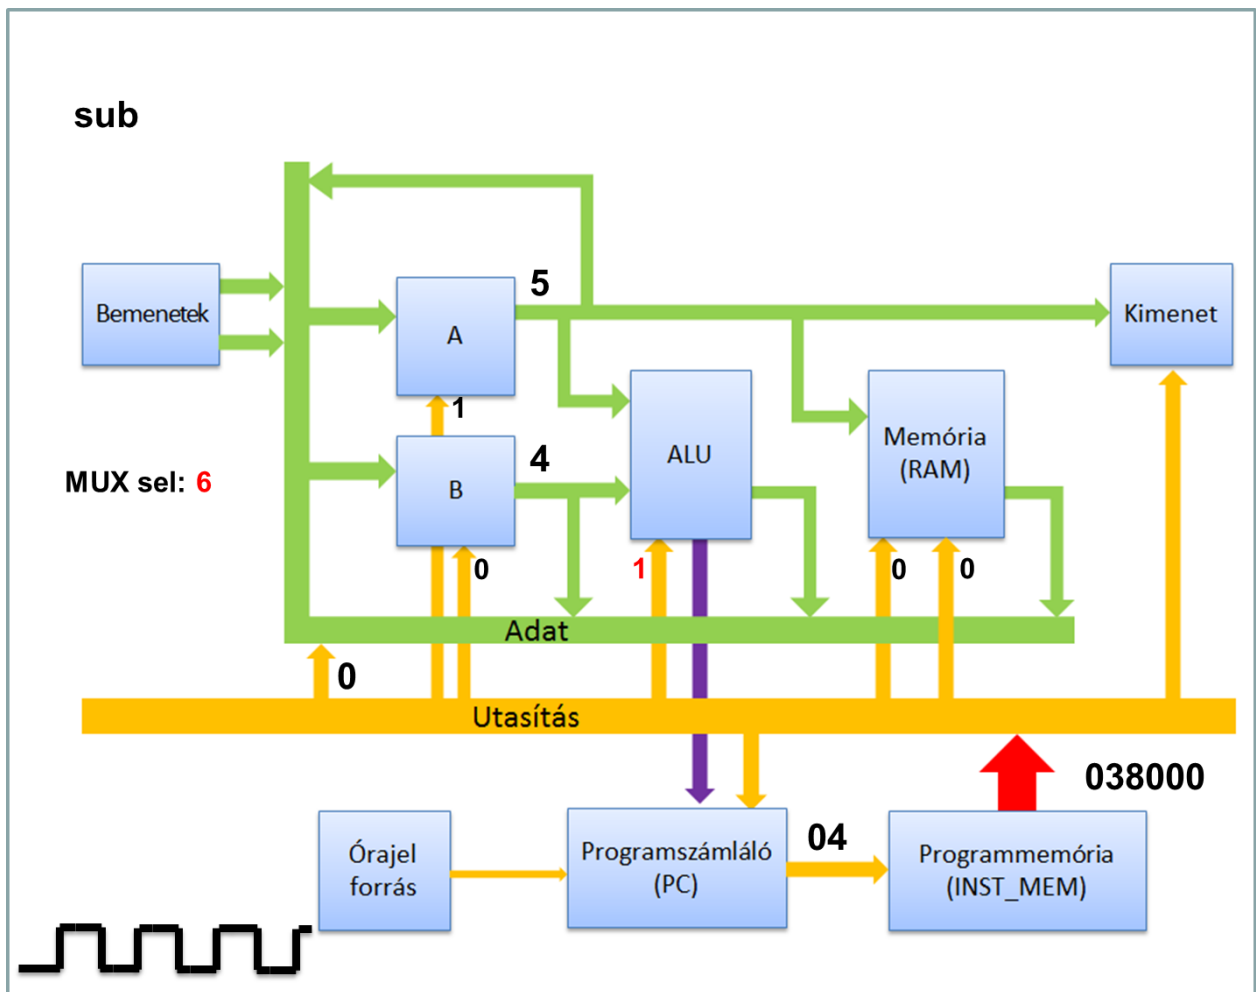 sub
5
Bemenetek
A
Kimenet
1
Memória
(RAM)
ALU
4
MUX sel: 6
B
0
1
0
0
Adat
0
Utasítás
038000
04
Órajel
forrás
Programszámláló
(PC)
Programmemória
(INST_MEM)